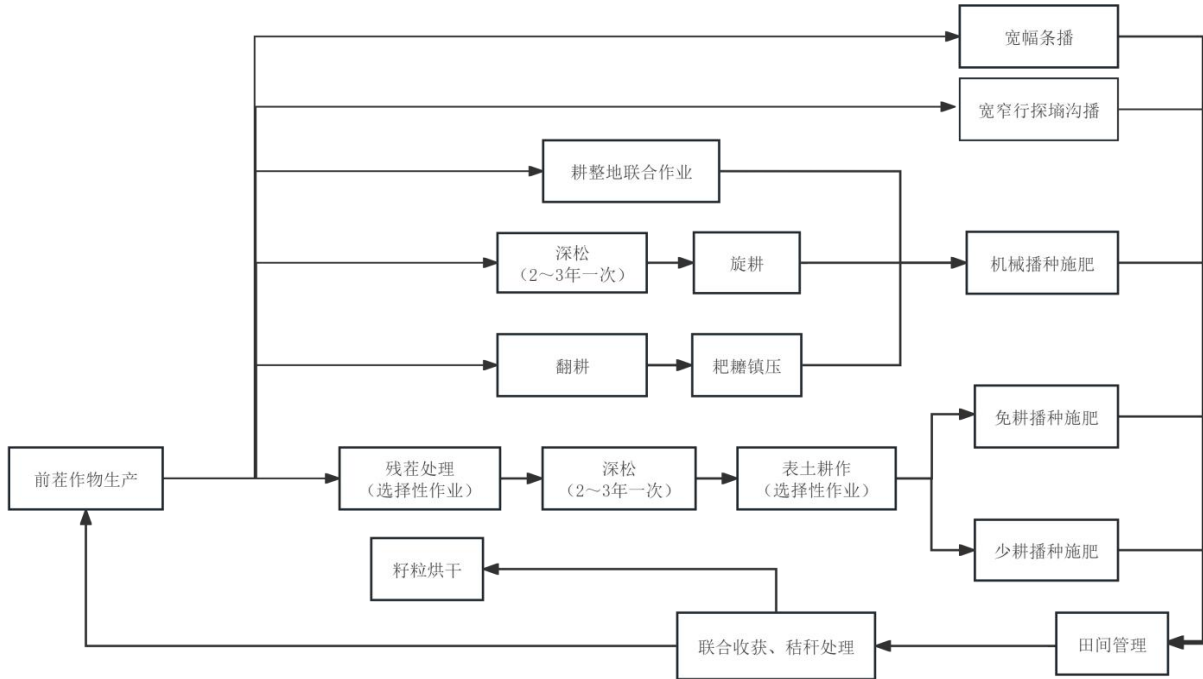 宽幅条播
宽窄行探墒沟播
耕整地联合作业
深松
（2～3年一次）
旋耕
机械播种施肥
翻耕
耙耱镇压
免耕播种施肥
前茬作物生产
残茬处理
（选择性作业）
深松
（2～3年一次）
表土耕作
（选择性作业）
少耕播种施肥
籽粒烘干
联合收获、秸秆处理
田间管理